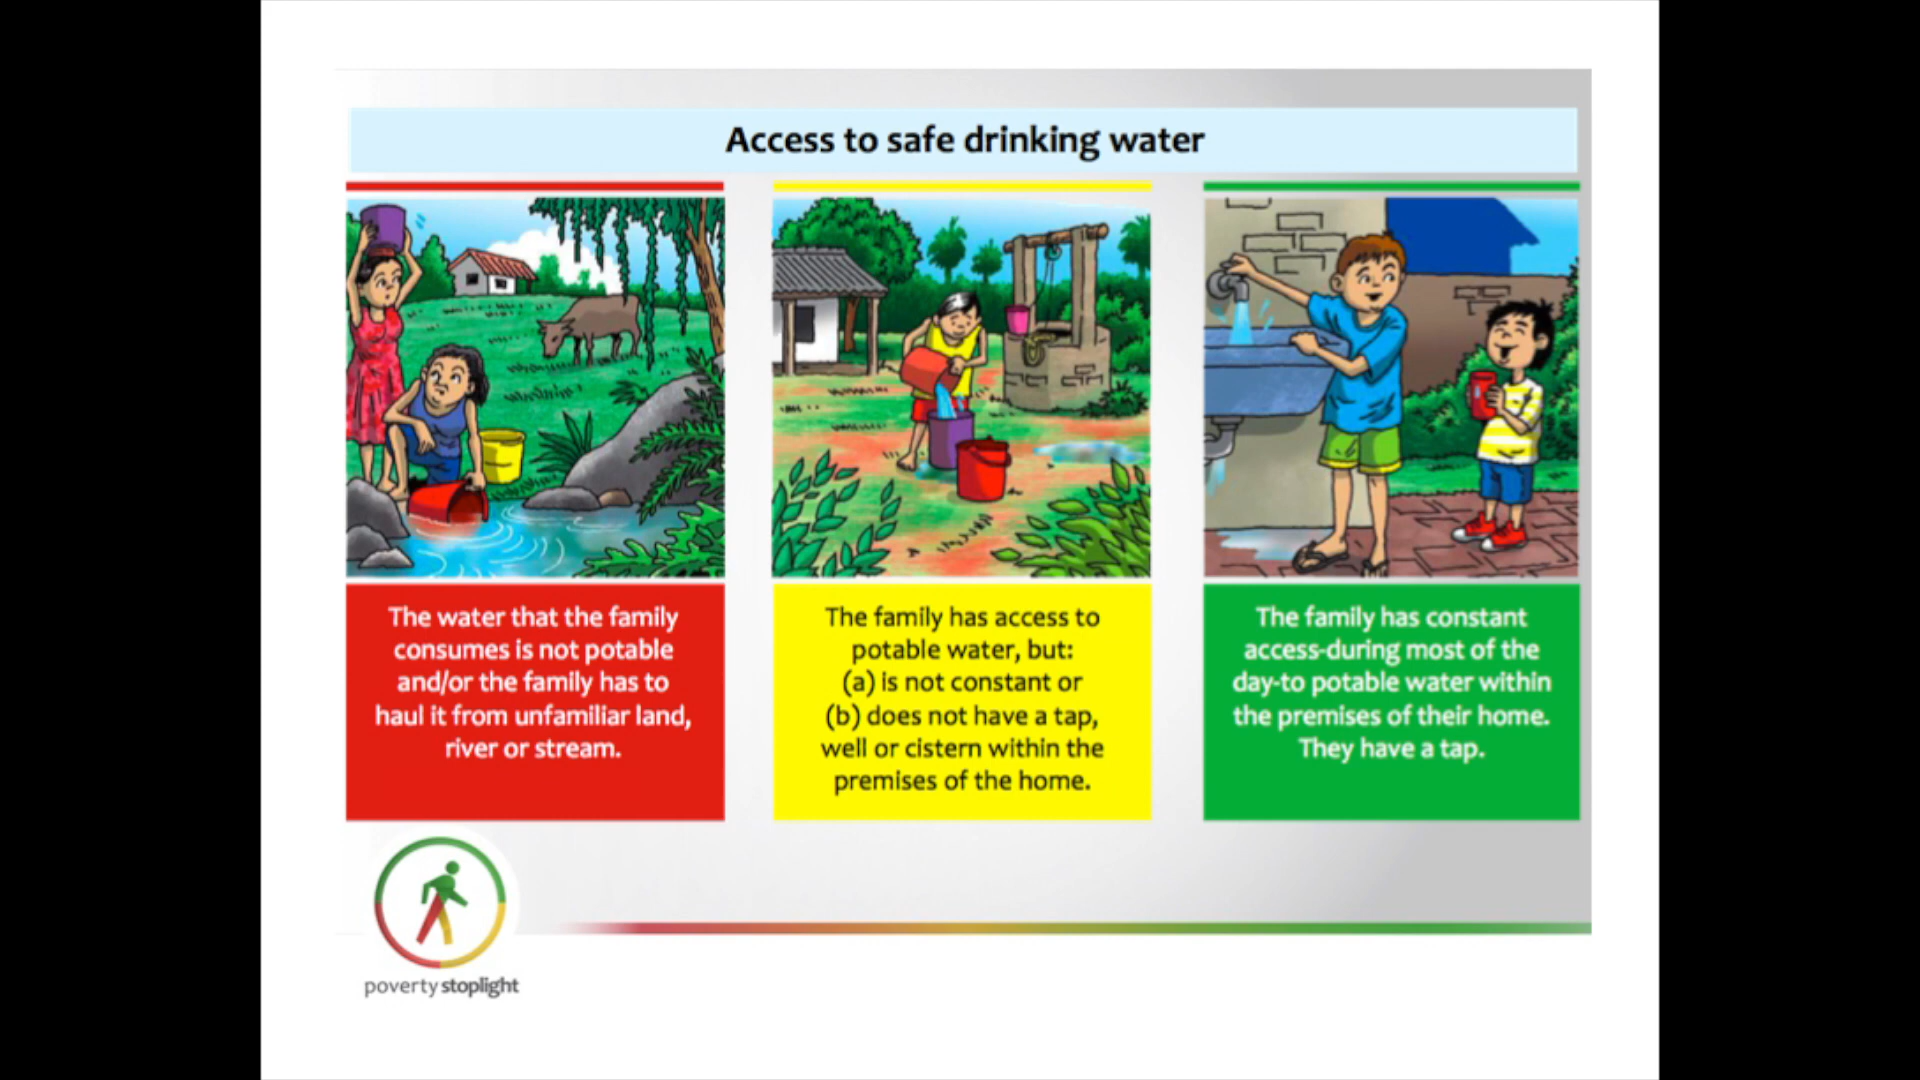 Access to safe drinking water
The water that the family
consumes is not potable
and/or the family has to
haul it from unfamiliar land,
river or stream.
The family has access to
potable water, but:
(a) is not constant or
(b) does not have a tap,
well or cistern within the
premises of the home.
The family has constant
access-during most of the
day-to potable water within
the premises of their home.
They have a tap.
poverty stoplight